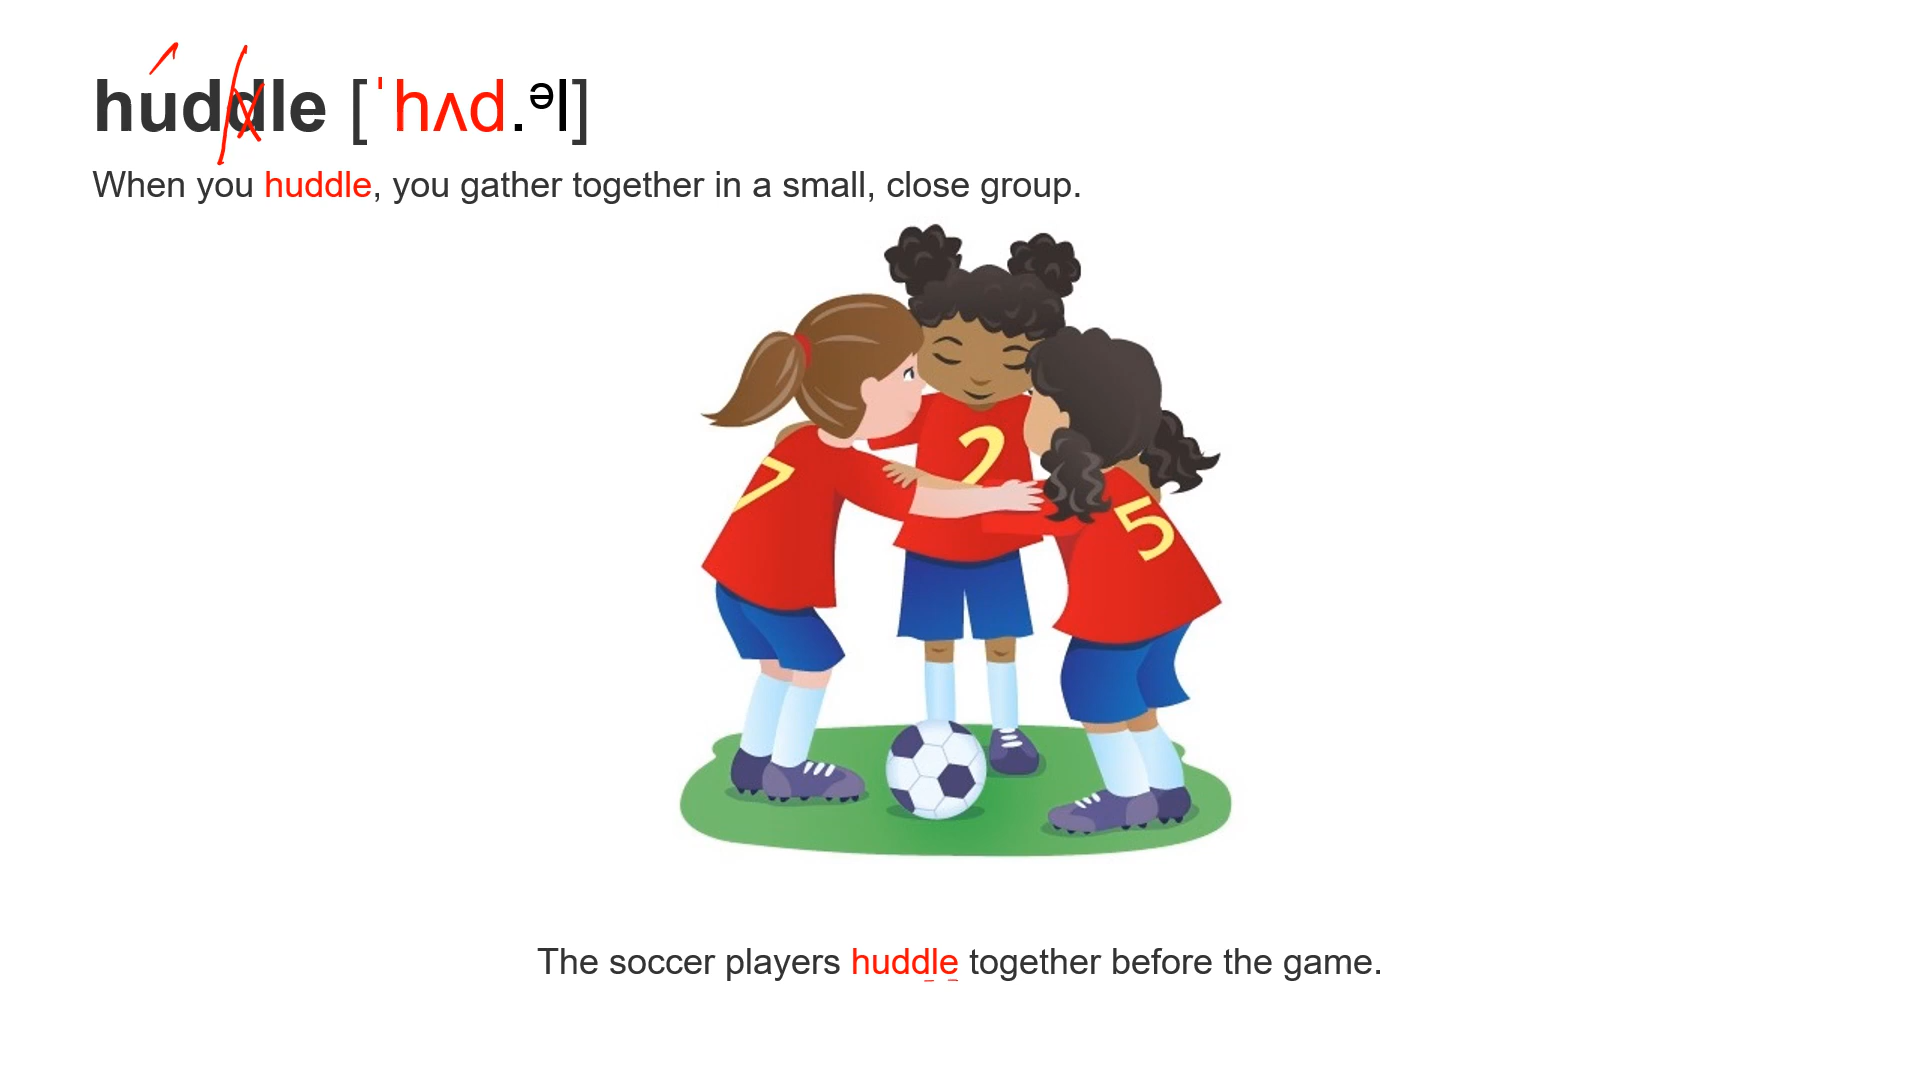 huddle [ˈhʌd.ᵊl]
When you huddle, you gather together in a small, close group.
7
2
5
The soccer players huddle together before the game.